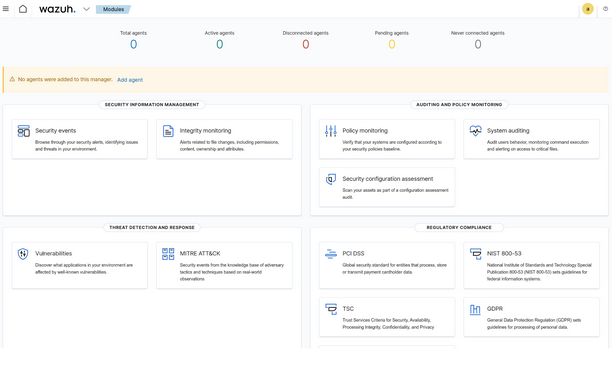 wazuh.
Modules
a
Total agents
0
Active agents
0
Disconnected agents
0
Pending agents
0
Never connected agents
0
No agents were added to this manager. Add agent
SECURITY INFORMATION MANAGEMENT
Security events
Browse through your security alerts, identifying issues
and threats in your environment.
Integrity monitoring
Alerts related to file changes, including permissions,
content, ownership and attributes.
AUDITING AND POLICY MONITORING
Policy monitoring
Verify that your systems are configured according to
your security policies baseline.
System auditing
Audit users behavior, monitoring command execution
and alerting on access to critical files.
Security configuration assessment
Scan your assets as part of a configuration assessment
audit.
THREAT DETECTION AND RESPONSE
Vulnerabilities
Discover what applications in your environment are
affected by well-known vulnerabilities.
MITRE ATT&CK
Security events from the knowledge base of adversary
tactics and techniques based on real-world
observations
REGULATORY COMPLIANCE
PCI DSS
Global security standard for entities that process, store
or transmit payment cardholder data.
NIST 800-53
National Institute of Standards and Technology Special
Publication 800-53 (NIST 800-53) sets guidelines for
federal information systems.
TSC
Trust Services Criteria for Security, Availability,
Processing Integrity, Confidentiality, and Privacy.
GDPR
General Data Protection Regulation (GDPR) sets
guidelines for processing of personal data.